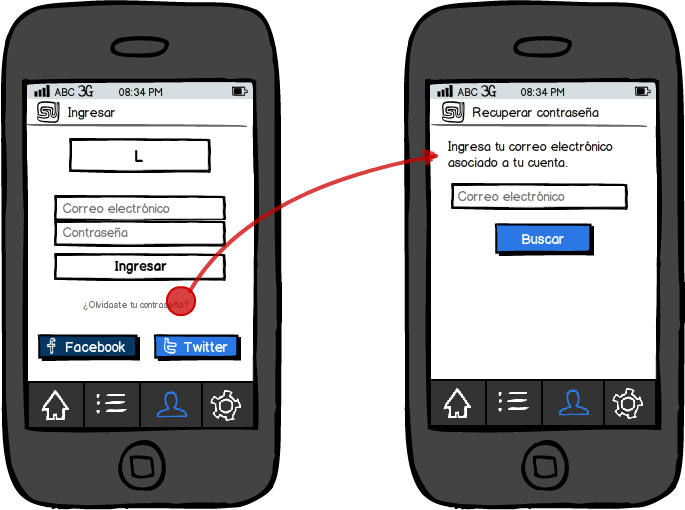 ABC 3G 08:34 PM
Ingresar
L
Correo electrónico
Contraseña
Ingresar
¿Olvidaste tu contraseña?
Facebook
Twitter
ABC 3G 08:34 PM
Recuperar contraseña
Ingresa tu correo electrónico
asociado a tu cuenta.
Correo electrónico
Buscar